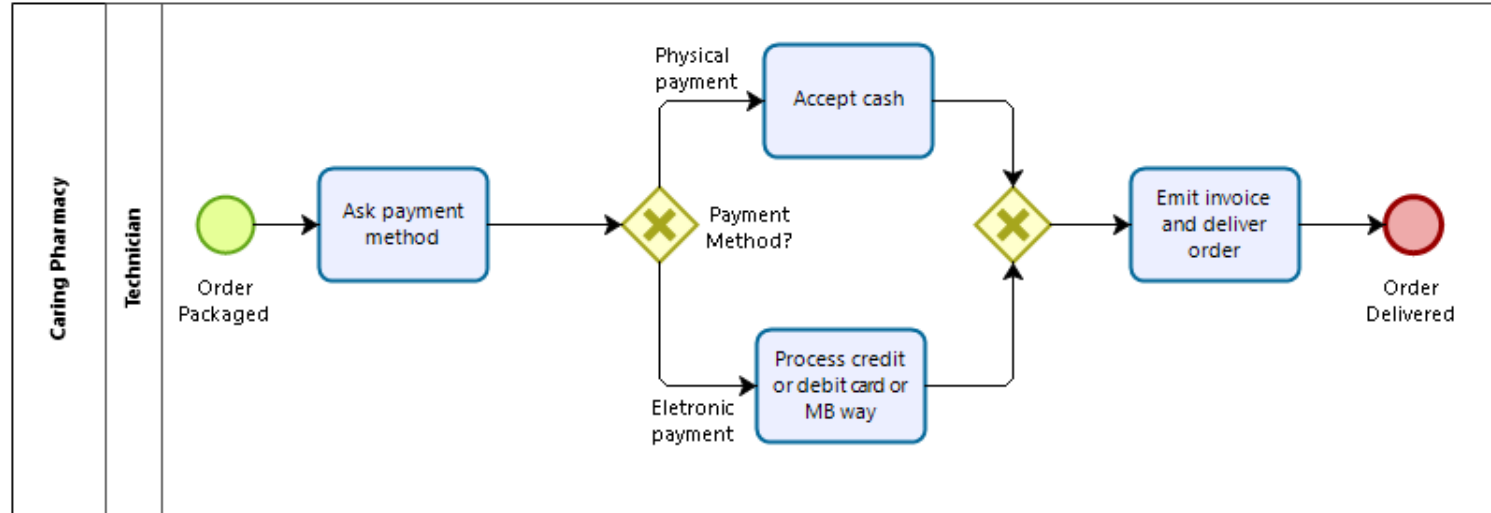 Caring Pharmacy
Technician
Order
Packaged
Ask payment
method
Payment
Method?
Physical
payment
Accept cash
Eletronic
payment
Process credit
or debit card or
MB way
Emit invoice
and deliver
order
Order
Delivered